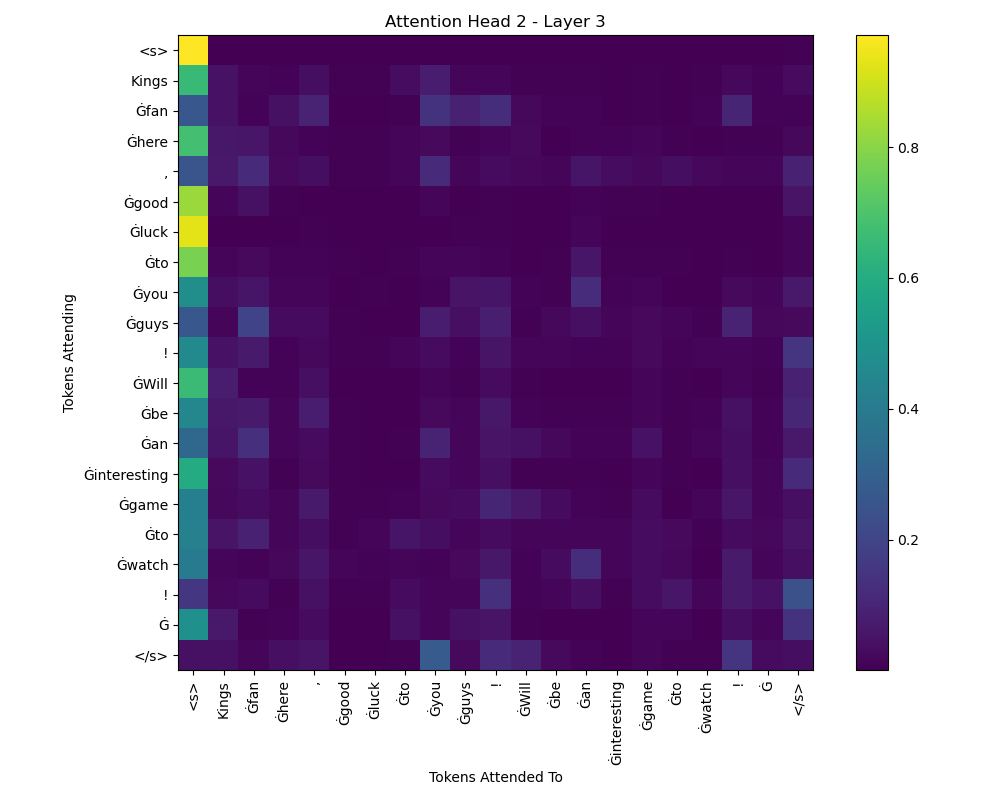 Attention Head 2 - Layer 3
Tokens Attending
<s>
Kings
Ġfan
Ġhere
,
Ġgood
Ġluck
Ġto
Ġyou
Ġguys
!
ĠWill
Ġbe
Ġan
Ġinteresting
Ġgame
Ġto
Ġwatch
!
Ġ
</s>
<s>
Kings
Ġfan
Ġhere
,
Ġgood
Ġluck
Ġto
Ġyou
Ġguys
!
ĠWill
Ġbe
Ġan
Ġinteresting
Ġgame
Ġto
Ġwatch
!
Ġ
</s>
Tokens Attended To
0.8
0.6
0.4
0.2